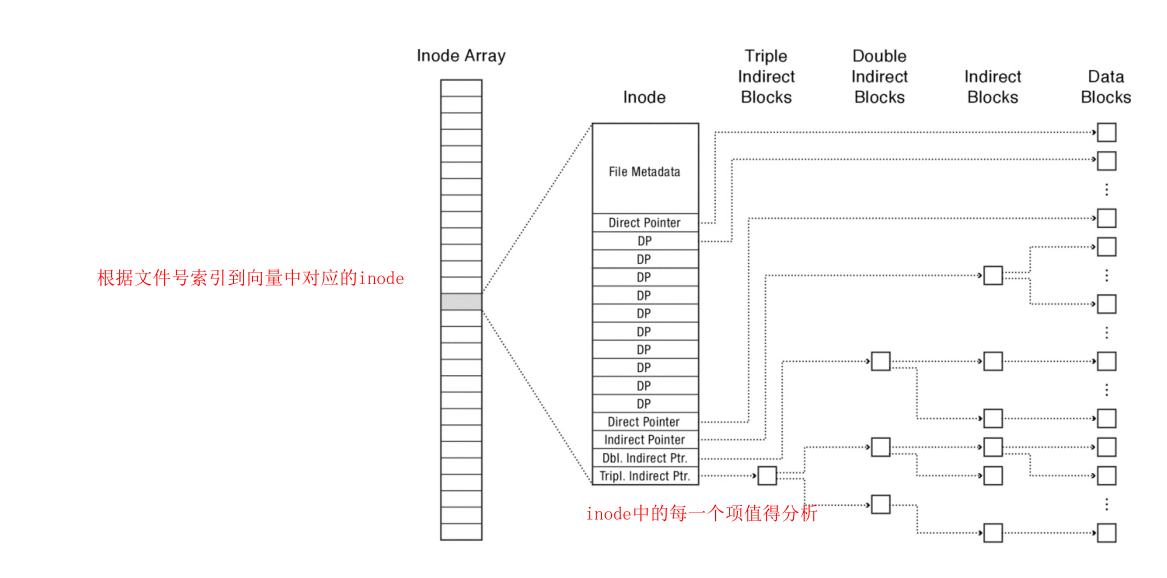 Inode Array
Triple
Indirect
Blocks
Double
Indirect
Blocks
Indirect
Blocks
Data
Blocks
Inode
File Metadata
Direct Pointer
DP
DP
DP
DP
DP
DP
DP
DP
DP
DP
Direct Pointer
Indirect Pointer
Dbl. Indirect Ptr.
Tripl. Indirect Ptr.
根据文件号索引到向量中对应的inode
inode中的每一个项值得分析